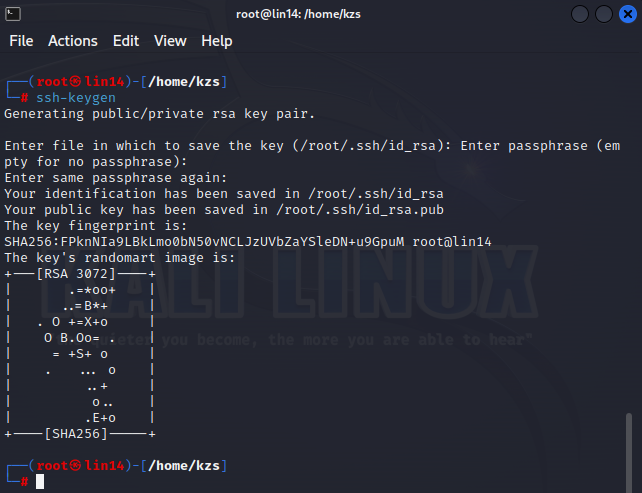 root@lin14: /home/kzs
File Actions Edit View Help
┌──(root㉿lin14)-[/home/kzs]
└─# ssh-keygen
Generating public/private rsa key pair.

Enter file in which to save the key (/root/.ssh/id_rsa): Enter passphrase (em
pty for no passphrase):
Enter same passphrase again:
Your identification has been saved in /root/.ssh/id_rsa
Your public key has been saved in /root/.ssh/id_rsa.pub
The key fingerprint is:
SHA256:FPknNIa9LBkLmo0bN50vNCLJzUVbZaYSleDN+u9GpuM root@lin14
The key's randomart image is:
+---[RSA 3072]----+
|       .=*oo+    |
|      ..=B*+     |
|   . O +=X+o     |
|    O B.Oo= .    |
|     = +S+ o     |
|    .   ... o    |
|         ..+     |
|          o..    |
|         .E+o    |
+----[SHA256]-----+
KALI LINUX
"the quieter you become, the more you are able to hear"

┌──(root㉿lin14)-[/home/kzs]
└─#